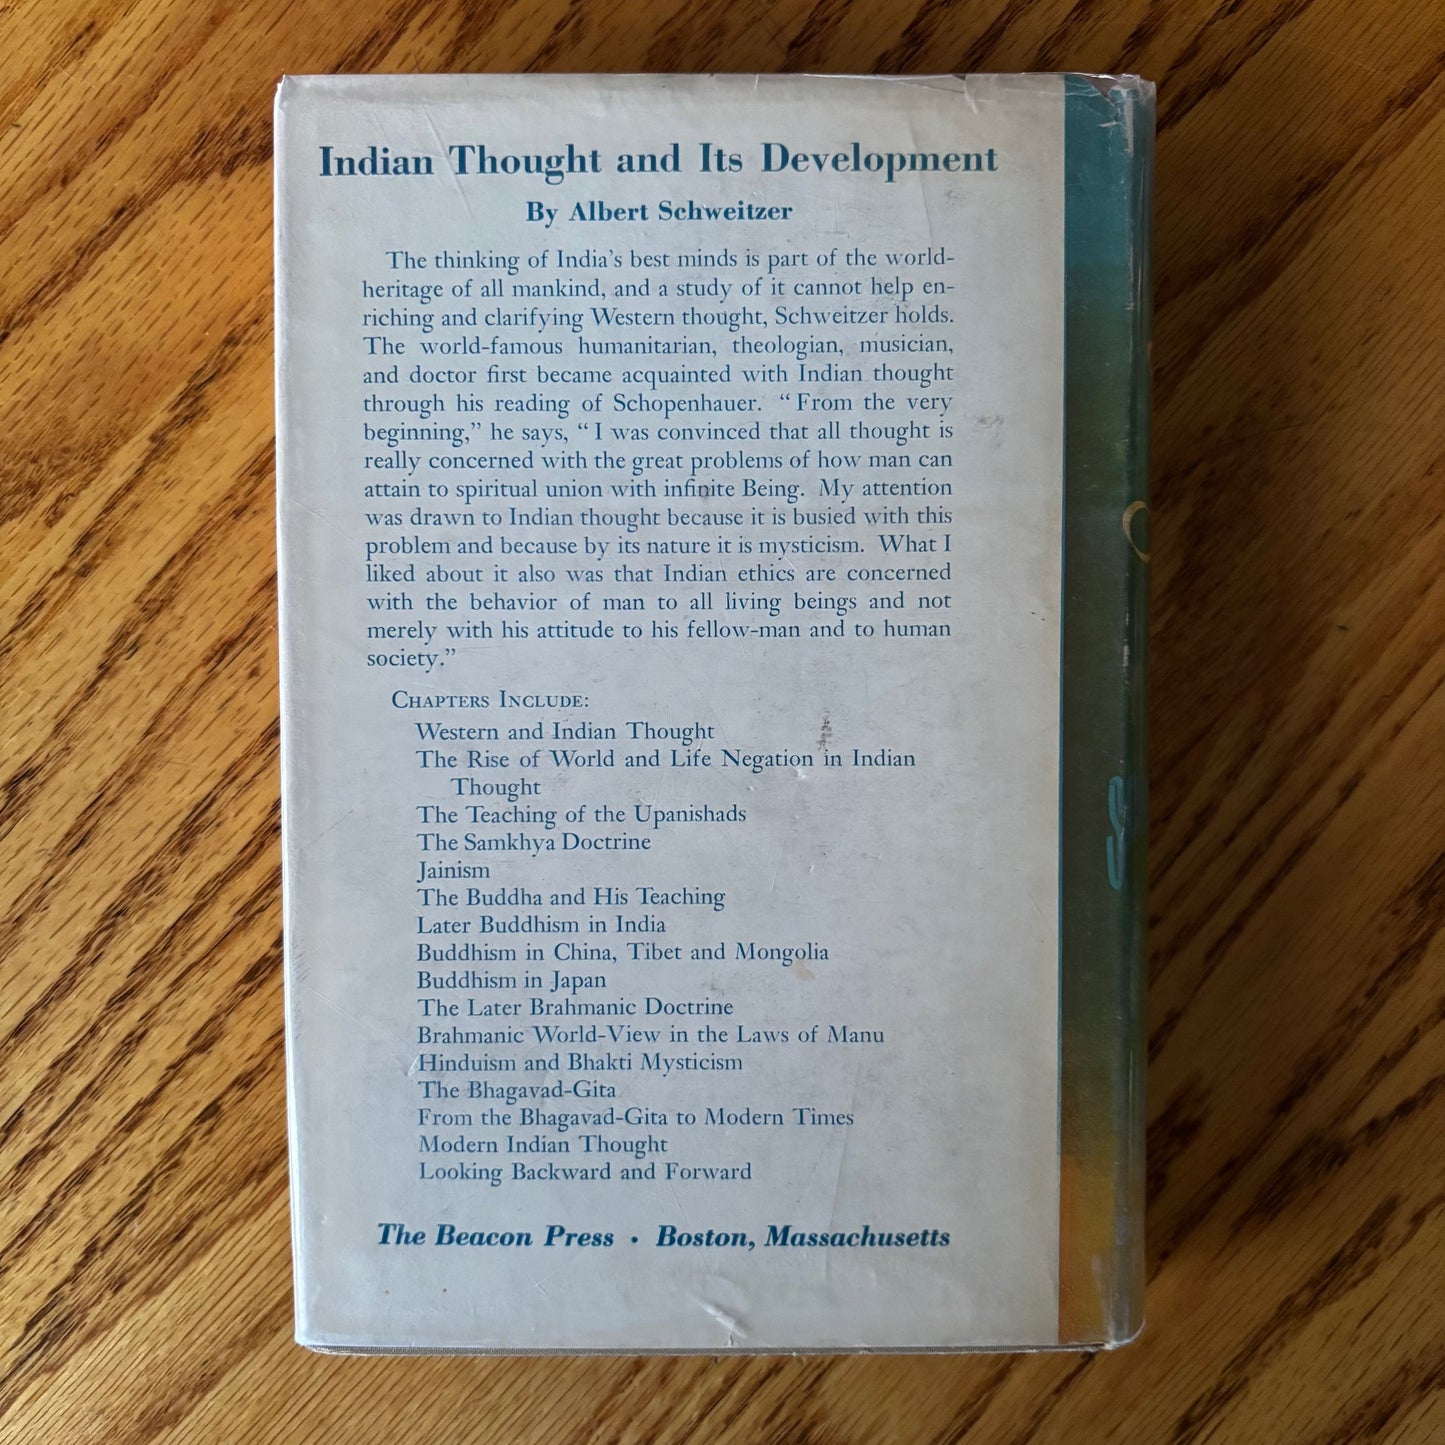 Indian Thought and Its Development
By Albert Schweitzer
The thinking of India's best minds is part of the world-
heritage of all mankind, and a study of it cannot help en-
riching and clarifying Western thought, Schweitzer holds.
The world-famous humanitarian, theologian, musician,
and doctor first became acquainted with Indian thought
through his reading of Schopenhauer. "From the very
beginning," he says, "I was convinced that all thought is
really concerned with the great problems of how man can
attain to spiritual union with infinite Being. My attention
was drawn to Indian thought because it is busied with this
problem and because by its nature it is mysticism. What I
liked about it also was that Indian ethics are concerned
with the behavior of man to all living beings and not
merely with his attitude to his fellow-man and to human
society."
Chapters Include:
Western and Indian Thought
The Rise of World and Life Negation in Indian
Thought
The Teaching of the Upanishads
The Samkhya Doctrine
Jainism
The Buddha and His Teaching
Later Buddhism in India
Buddhism in China, Tibet and Mongolia
Buddhism in Japan
The Later Brahmanic Doctrine
Brahmanic World-View in the Laws of Manu
Hinduism and Bhakti Mysticism
The Bhagavad-Gita
From the Bhagavad-Gita to Modern Times
Modern Indian Thought
Looking Backward and Forward
The Beacon Press • Boston, Massachusetts